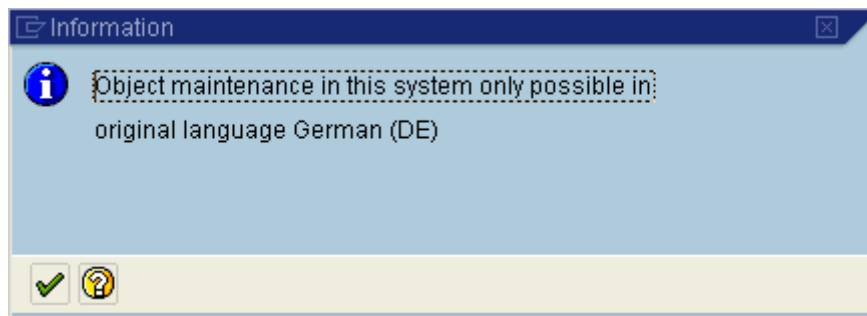 Information
Object maintenance in this system only possible in
original language German (DE)